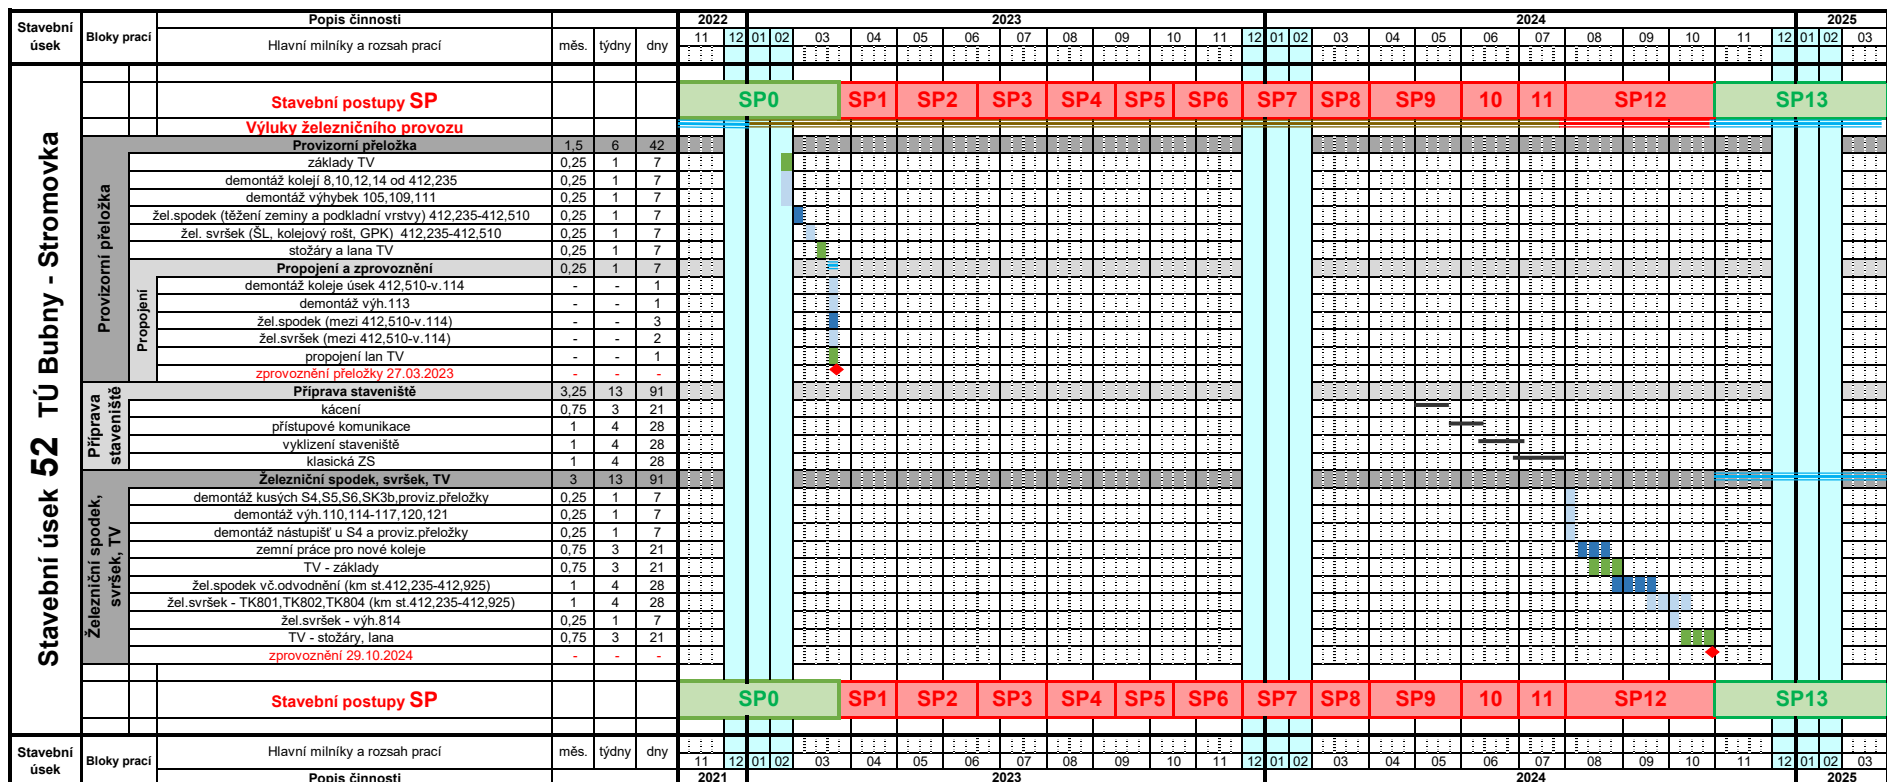 Stavební úsek
Bloky prací
Popis činnosti
Hlavní milníky a rozsah prací měs. týdny dny
2022 2023 2024 2025
11 12 01 02 03 04 05 06 07 08 09 10 11 12 01 02 03 04 05 06 07 08 09 10 11 12 01 02 03
Stavební úsek 52 TÚ Bubny - Stromovka
Stavební postupy SP SP0 SP1 SP2 SP3 SP4 SP5 SP6 SP7 SP8 SP9 10 11 SP12 SP13
Výluky železničního provozu
Provizorní přeložka
Provizorní přeložka 1,5 6 42
základy TV 0,25 1 7
demontáž kolejí 8,10,12,14 od 412,235 0,25 1 7
demontáž výhybek 105,109,111 0,25 1 7
žel.spodek (těžení zeminy a podkladní vrstvy) 412,235-412,510 0,25 1 7
žel. svršek (ŠL, kolejový rošt, GPK) 412,235-412,510 0,25 1 7
stožáry a lana TV 0,25 1 7
Propojení
Propojení a zprovoznění 0,25 1 7
demontáž koleje úsek 412,510-v.114 - - 1
demontáž výh.113 - - 1
žel.spodek (mezi 412,510-v.114) - - 3
žel.svršek (mezi 412,510-v.114) - - 2
propojení lan TV - - 1
zprovoznění přeložky 27.03.2023 - - -
Příprava staveniště
Příprava staveniště 3,25 13 91
kácení 0,75 3 21
přístupové komunikace 1 4 28
vyklizení staveniště 1 4 28
klasická ZS 1 4 28
Železniční spodek, svršek, TV
Železniční spodek, svršek, TV 3 13 91
demontáž kusých S4,S5,S6,SK3b,proviz.přeložky 0,25 1 7
demontáž výh.110,114-117,120,121 0,25 1 7
demontáž nástupišť u S4 a proviz.přeložky 0,25 1 7
zemní práce pro nové koleje 0,75 3 21
TV - základy 0,75 3 21
žel.spodek vč.odvodnění (km st.412,235-412,925) 1 4 28
žel.svršek - TK801,TK802,TK804 (km st.412,235-412,925) 1 4 28
žel.svršek - výh.814 0,25 1 7
TV - stožáry, lana 0,75 3 21
zprovoznění 29.10.2024 - - -
Stavební postupy SP SP0 SP1 SP2 SP3 SP4 SP5 SP6 SP7 SP8 SP9 10 11 SP12 SP13
Stavební úsek
Bloky prací
Hlavní milníky a rozsah prací měs. týdny dny
11 12 01 02 03 04 05 06 07 08 09 10 11 12 01 02 03 04 05 06 07 08 09 10 11 12 01 02 03
Popis činnosti
2021 2023 2024 2025